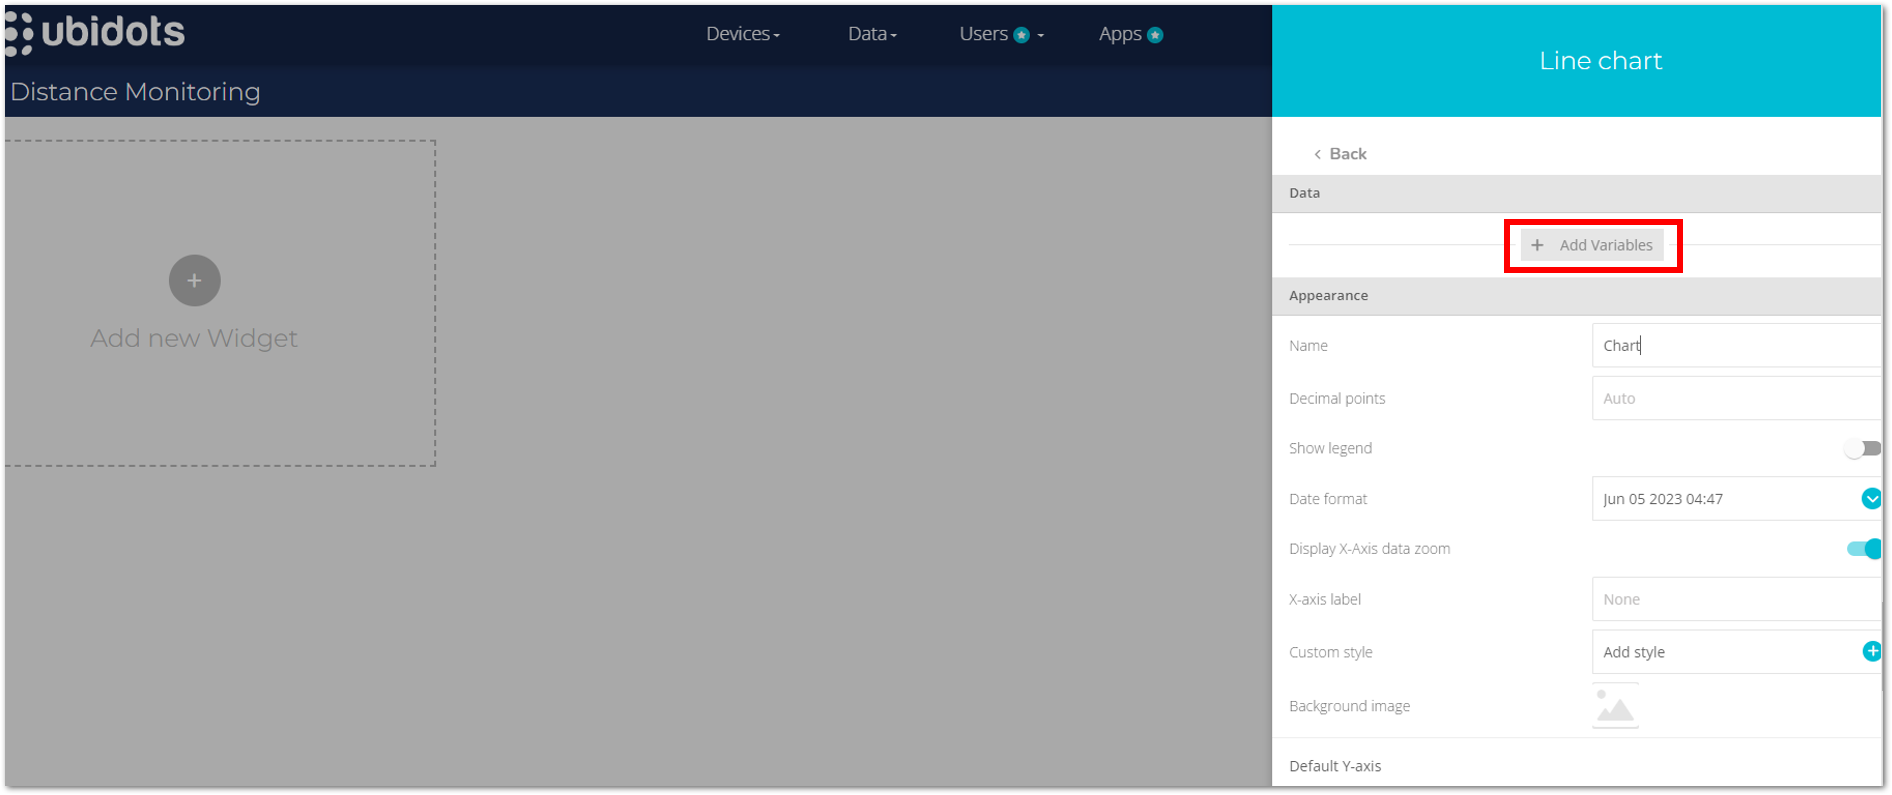 ubidots
Devices
Data
Users
Apps
Distance Monitoring
Add new Widget
Line chart
Back
Data
+ Add Variables
Appearance
Name
Chart
Decimal points
Auto
Show legend
Date format
Jun 05 2023 04:47
Display X-Axis data zoom
X-axis label
None
Custom style
Add style
Background image
Default Y-axis